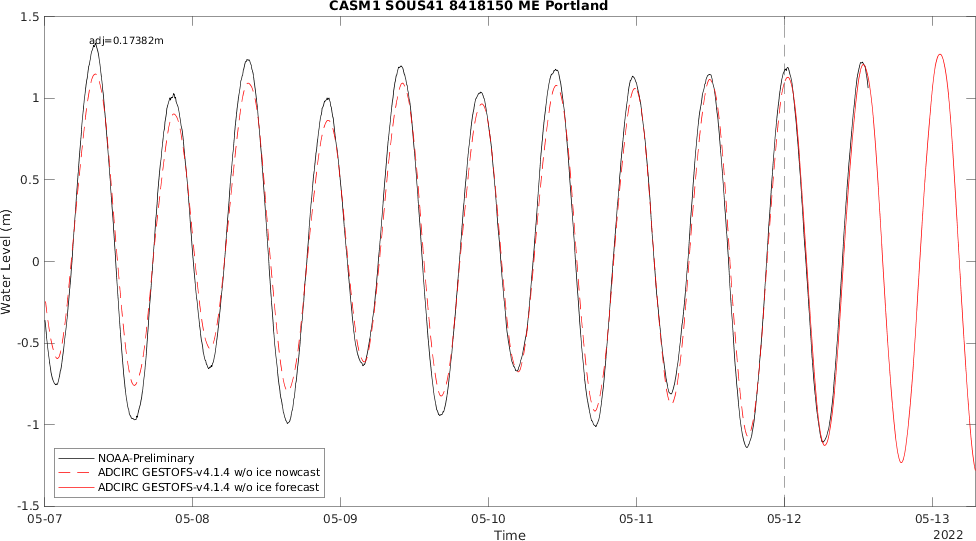 CASM1 SOUS41 8418150 ME Portland
adj=0.17382m
1.5
1
0.5
0
-0.5
-1
-1.5
Water Level (m)
NOAA-Preliminary
ADCIRC GESTOFS-v4.1.4 w/o ice nowcast
ADCIRC GESTOFS-v4.1.4 w/o ice forecast
05-07 05-08 05-09 05-10 05-11 05-12 05-13
Time
2022